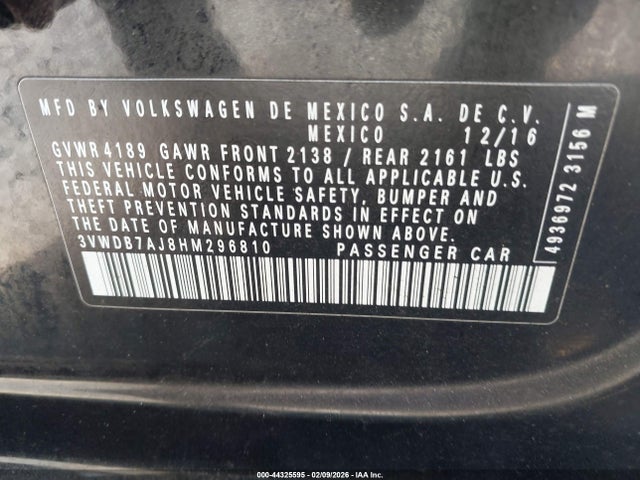 MFD BY VOLKSWAGEN DE MEXICO S.A. DE C.V.
MEXICO 12/16
GVWR 4189 GAWR FRONT 2138 / REAR 2161 LBS
THIS VEHICLE CONFORMS TO ALL APPLICABLE U.S.
FEDERAL MOTOR VEHICLE SAFETY, BUMPER AND
THEFT PREVENTION STANDARDS IN EFFECT ON
THE DATE OF MANUFACTURE SHOWN ABOVE
3VWDB7AJ8HM296810 PASSENGER CAR
4936972 3156 M
000-44325595 - 02/09/2026 - IAA Inc.